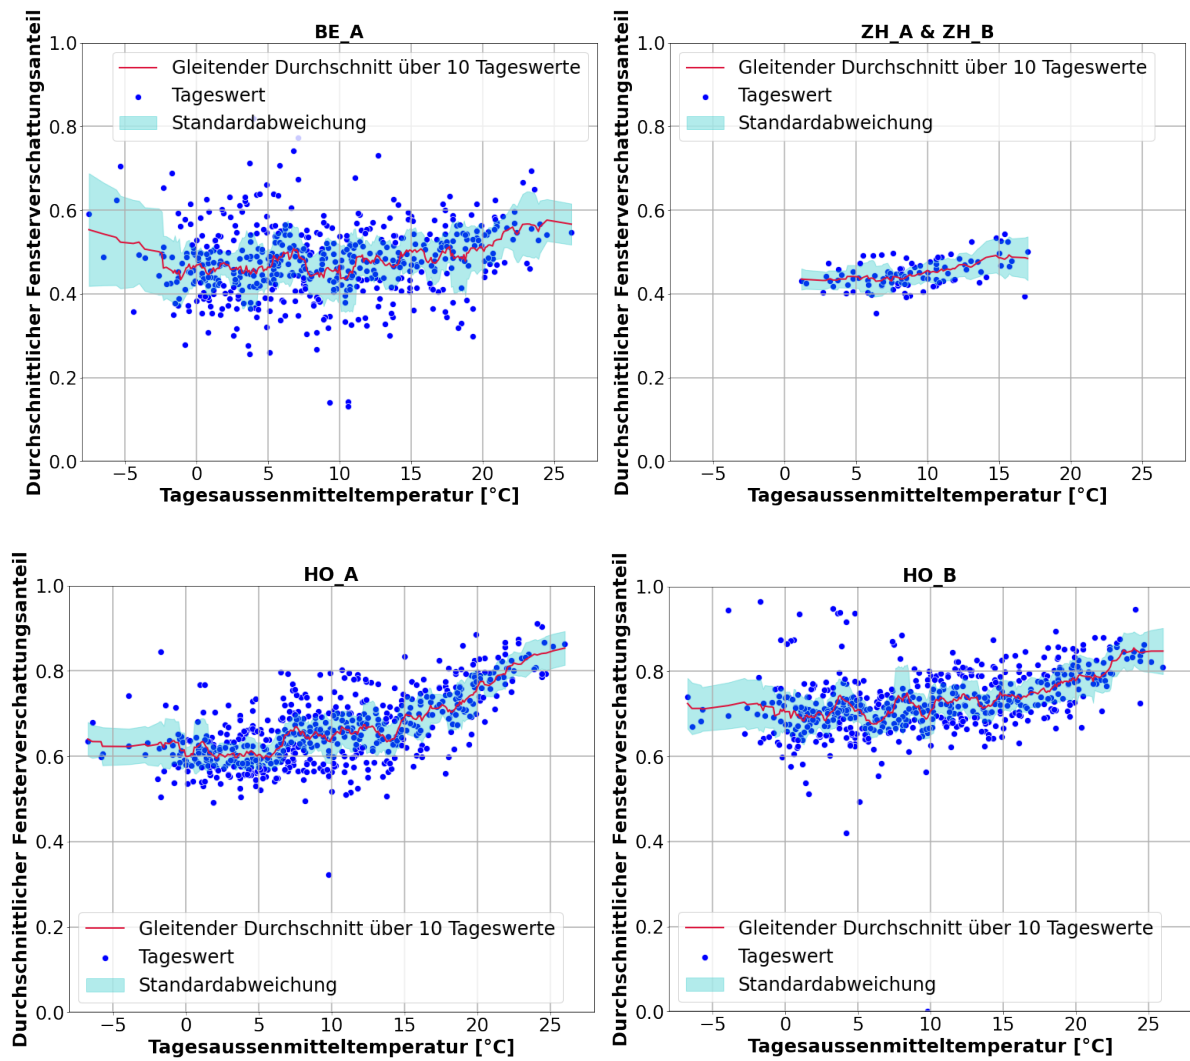 BE_A
Durchschnittlicher Fensterverschattungsanteil
1.0
0.8
0.6
0.4
0.2
0.0
Gleitender Durchschnitt über 10 Tageswerte
Tageswert
Standardabweichung
−5 0 5 10 15 20 25
Tagesaussenmitteltemperatur [°C]
ZH_A & ZH_B
Durchschnittlicher Fensterverschattungsanteil
1.0
0.8
0.6
0.4
0.2
0.0
Gleitender Durchschnitt über 10 Tageswerte
Tageswert
Standardabweichung
−5 0 5 10 15 20 25
Tagesaussenmitteltemperatur [°C]
HO_A
Durchschnittlicher Fensterverschattungsanteil
1.0
0.8
0.6
0.4
0.2
0.0
Gleitender Durchschnitt über 10 Tageswerte
Tageswert
Standardabweichung
−5 0 5 10 15 20 25
Tagesaussenmitteltemperatur [°C]
HO_B
Durchschnittlicher Fensterverschattungsanteil
1.0
0.8
0.6
0.4
0.2
0.0
Gleitender Durchschnitt über 10 Tageswerte
Tageswert
Standardabweichung
−5 0 5 10 15 20 25
Tagesaussenmitteltemperatur [°C]